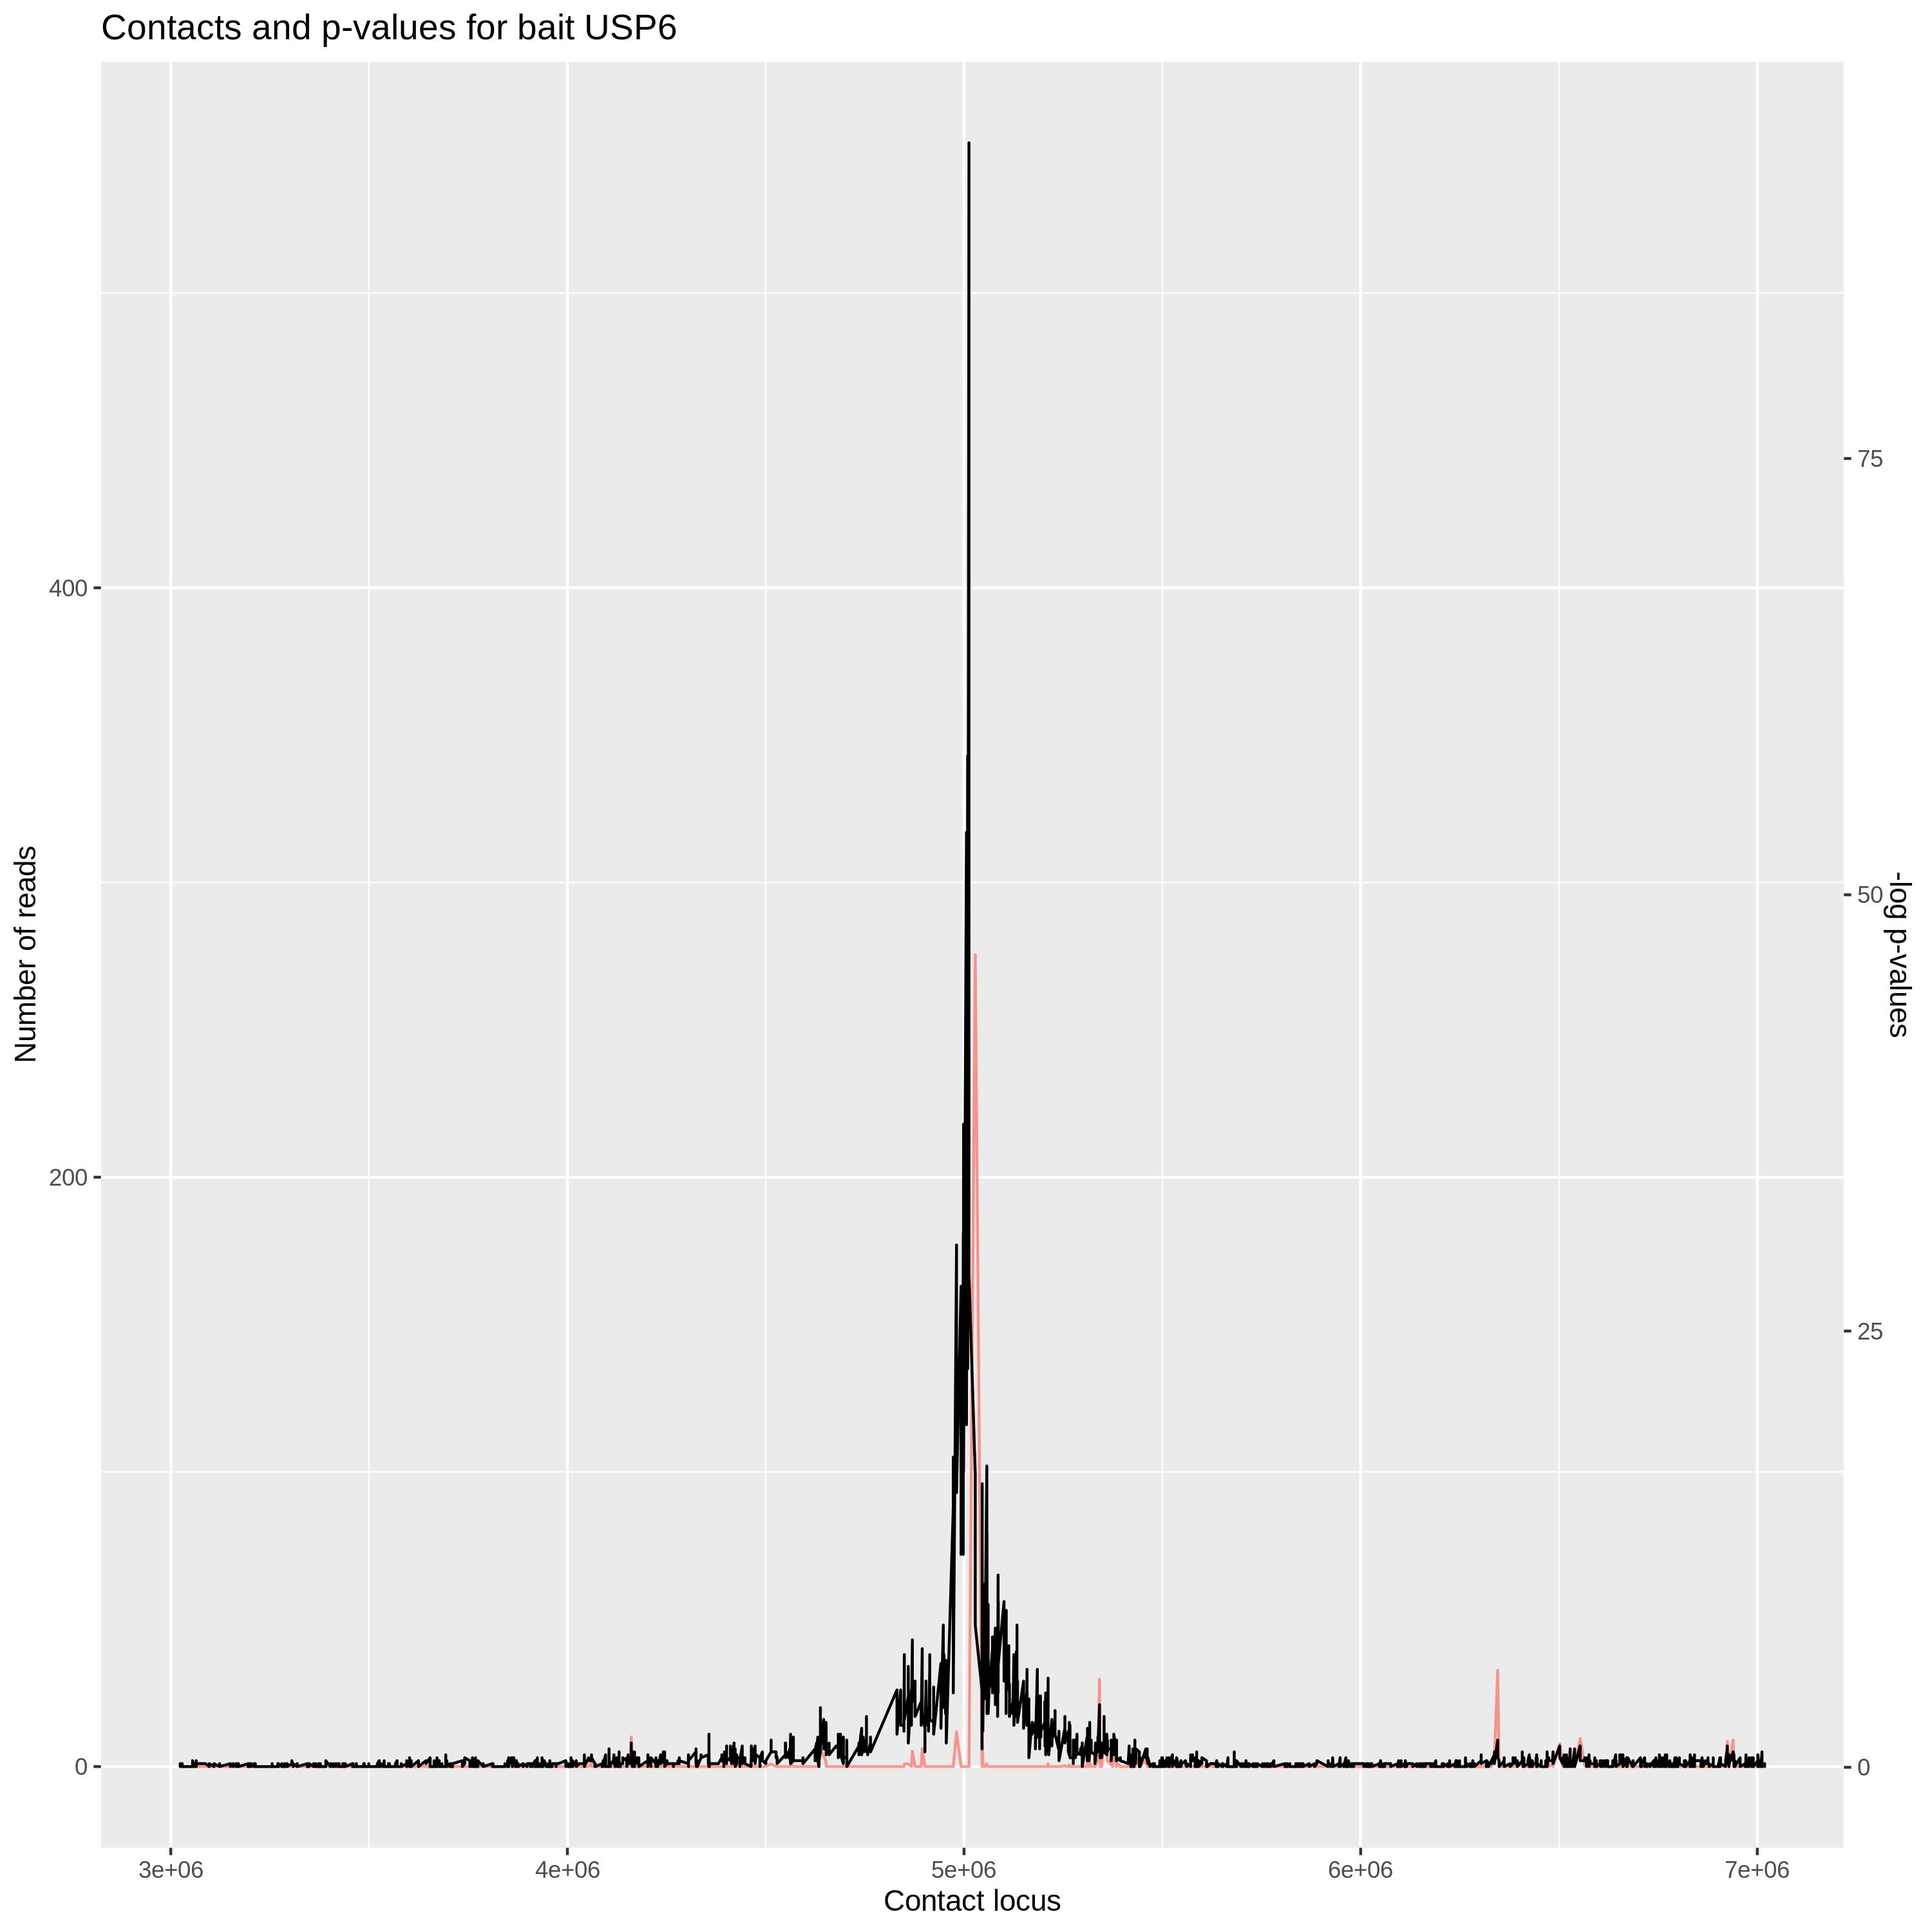 Contacts and p-values for bait USP6
Number of reads
400
200
0
75
50
25
0
-log p-values
3e+06 4e+06 5e+06 6e+06 7e+06
Contact locus